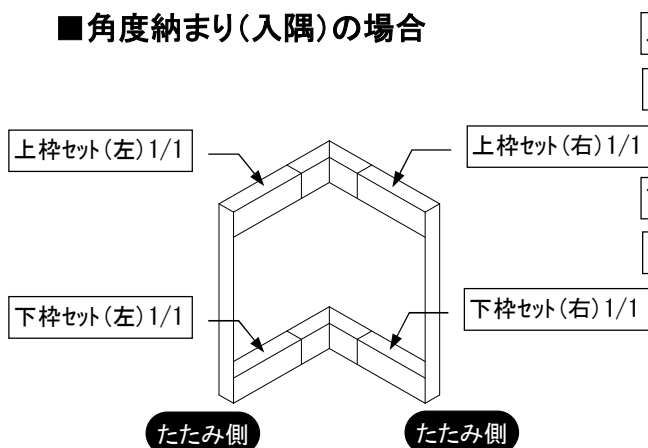 ■角度納まり(入隅)の場合
上枠セット(左)1/1
上枠セット(右)1/1
下枠セット(左)1/1
下枠セット(右)1/1
たたみ側
たたみ側